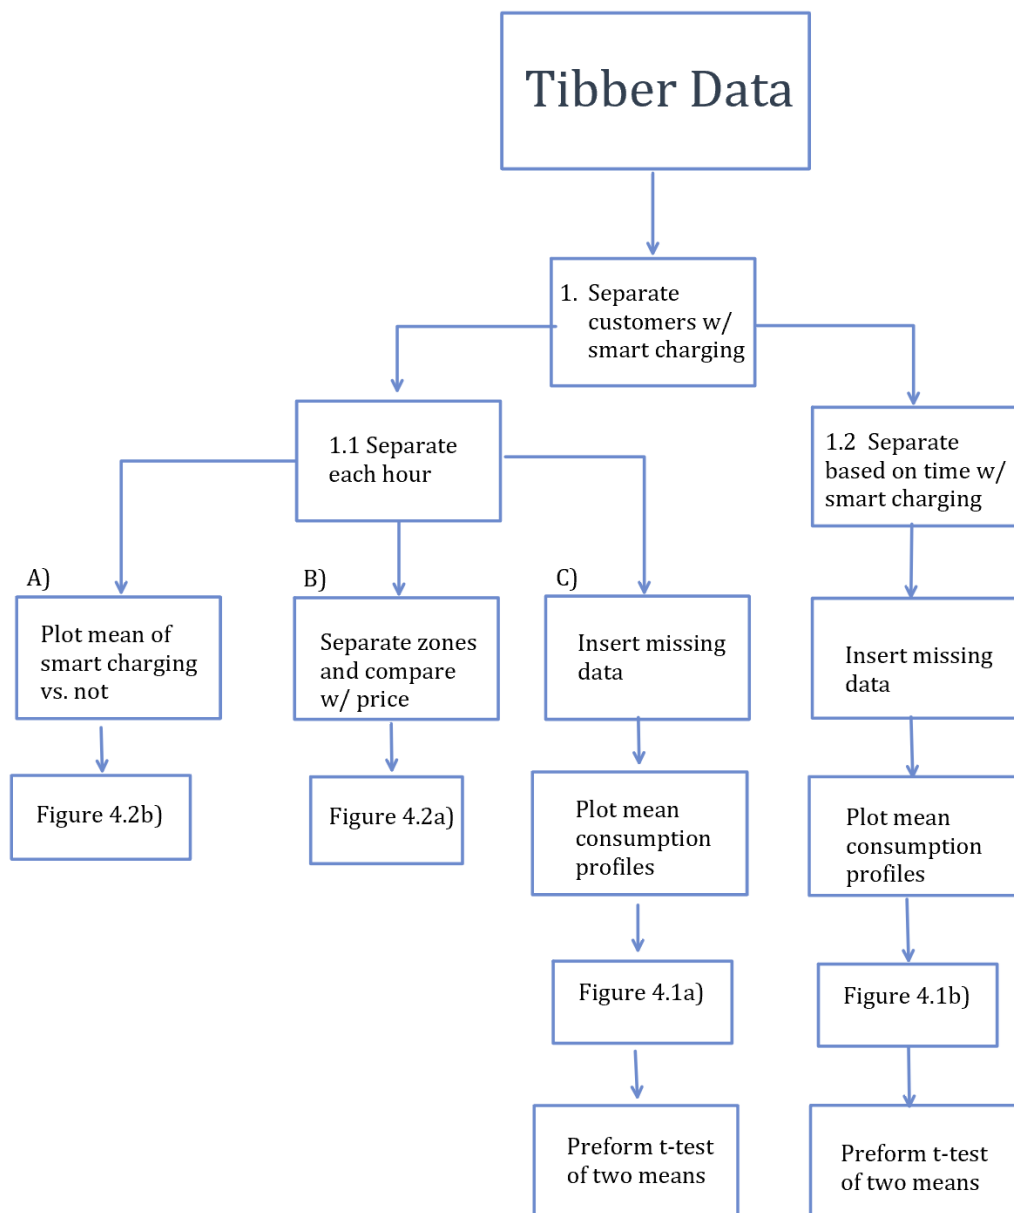 Tibber Data
1. Separate
customers w/
smart charging
1.1 Separate
each hour
1.2 Separate
based on time w/
smart charging
A)
B)
C)
Plot mean of
smart charging
vs. not
Separate zones
and compare
w/ price
Insert missing
data
Insert missing
data
Figure 4.2b)
Figure 4.2a)
Plot mean
consumption
profiles
Plot mean
consumption
profiles
Figure 4.1a)
Figure 4.1b)
Preform t-test
of two means
Preform t-test
of two means